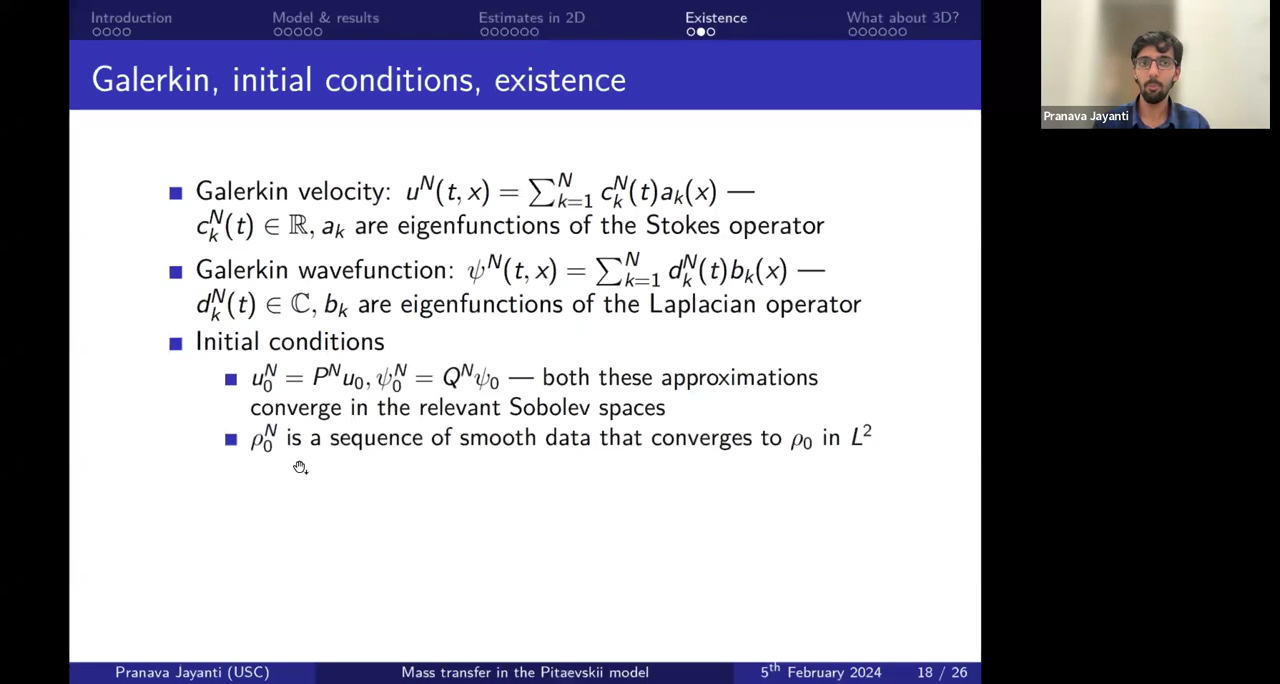 Introduction Model & results Estimates in 2D Existence What about 3D?
Galerkin, initial conditions, existence
Galerkin velocity: u^N(t, x) = ∑_{k=1}^N c_k^N(t)a_k(x) —
c_k^N(t) ∈ ℝ, a_k are eigenfunctions of the Stokes operator
Galerkin wavefunction: ψ^N(t, x) = ∑_{k=1}^N d_k^N(t)b_k(x) —
d_k^N(t) ∈ ℂ, b_k are eigenfunctions of the Laplacian operator
Initial conditions
u_0^N = P^N u_0, ψ_0^N = Q^N ψ_0 — both these approximations
converge in the relevant Sobolev spaces
ρ_0^N is a sequence of smooth data that converges to ρ_0 in L^2
Pranava Jayanti (USC) Mass transfer in the Pitaevskii model 5th February 2024 18 / 26
Pranava Jayanti